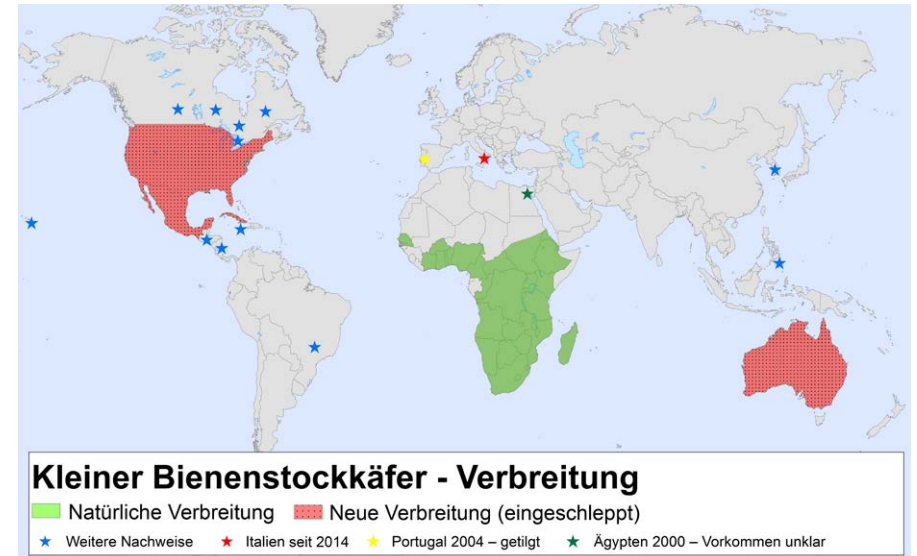 Kleiner Bienenstockkäfer - Verbreitung
Natürliche Verbreitung Neue Verbreitung (eingeschleppt)
Weitere Nachweise Italien seit 2014 Portugal 2004 – getilgt Ägypten 2000 – Vorkommen unklar